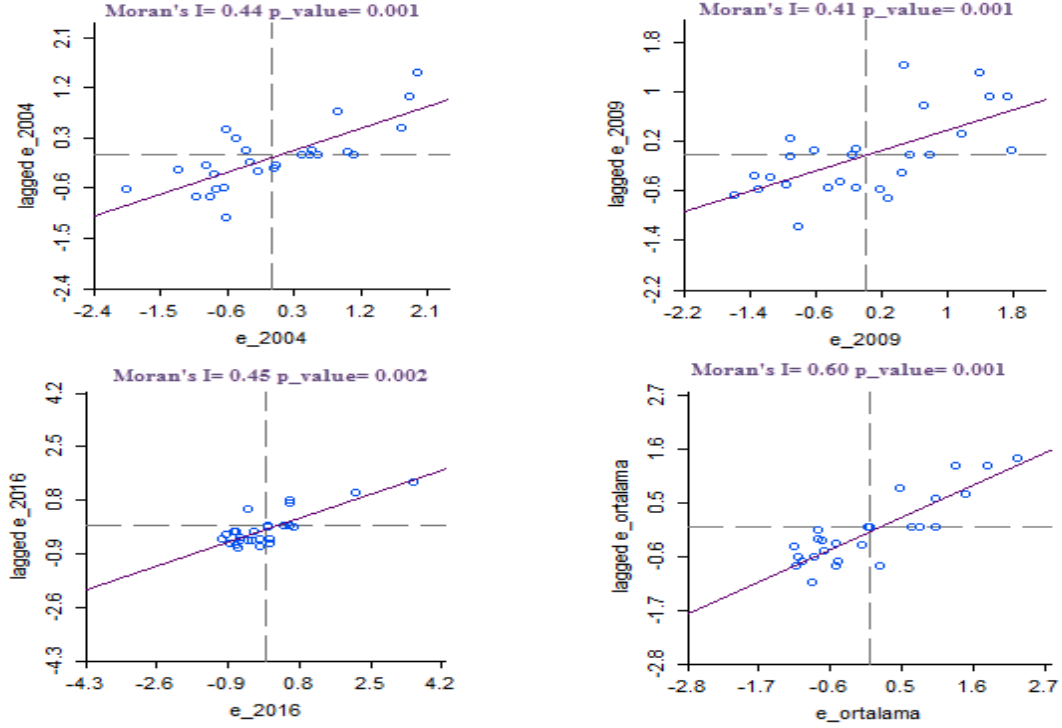 Moran's I= 0.44 p_value= 0.001
2.1
1.2
0.3
-0.6
-1.5
-2.4
lagged e_2004
-2.4 -1.5 -0.6 0.3 1.2 2.1
e_2004
Moran's I= 0.41 p_value= 0.001
1.8
1
0.2
-0.6
-1.4
-2.2
lagged e_2009
-2.2 -1.4 -0.6 0.2 1 1.8
e_2009
Moran's I= 0.45 p_value= 0.002
4.2
2.5
0.8
-0.9
-2.6
-4.3
lagged e_2016
-4.3 -2.6 -0.9 0.8 2.5 4.2
e_2016
Moran's I= 0.60 p_value= 0.001
2.7
1.6
0.5
-0.6
-1.7
-2.8
lagged e_ortalama
-2.8 -1.7 -0.6 0.5 1.6 2.7
e_ortalama